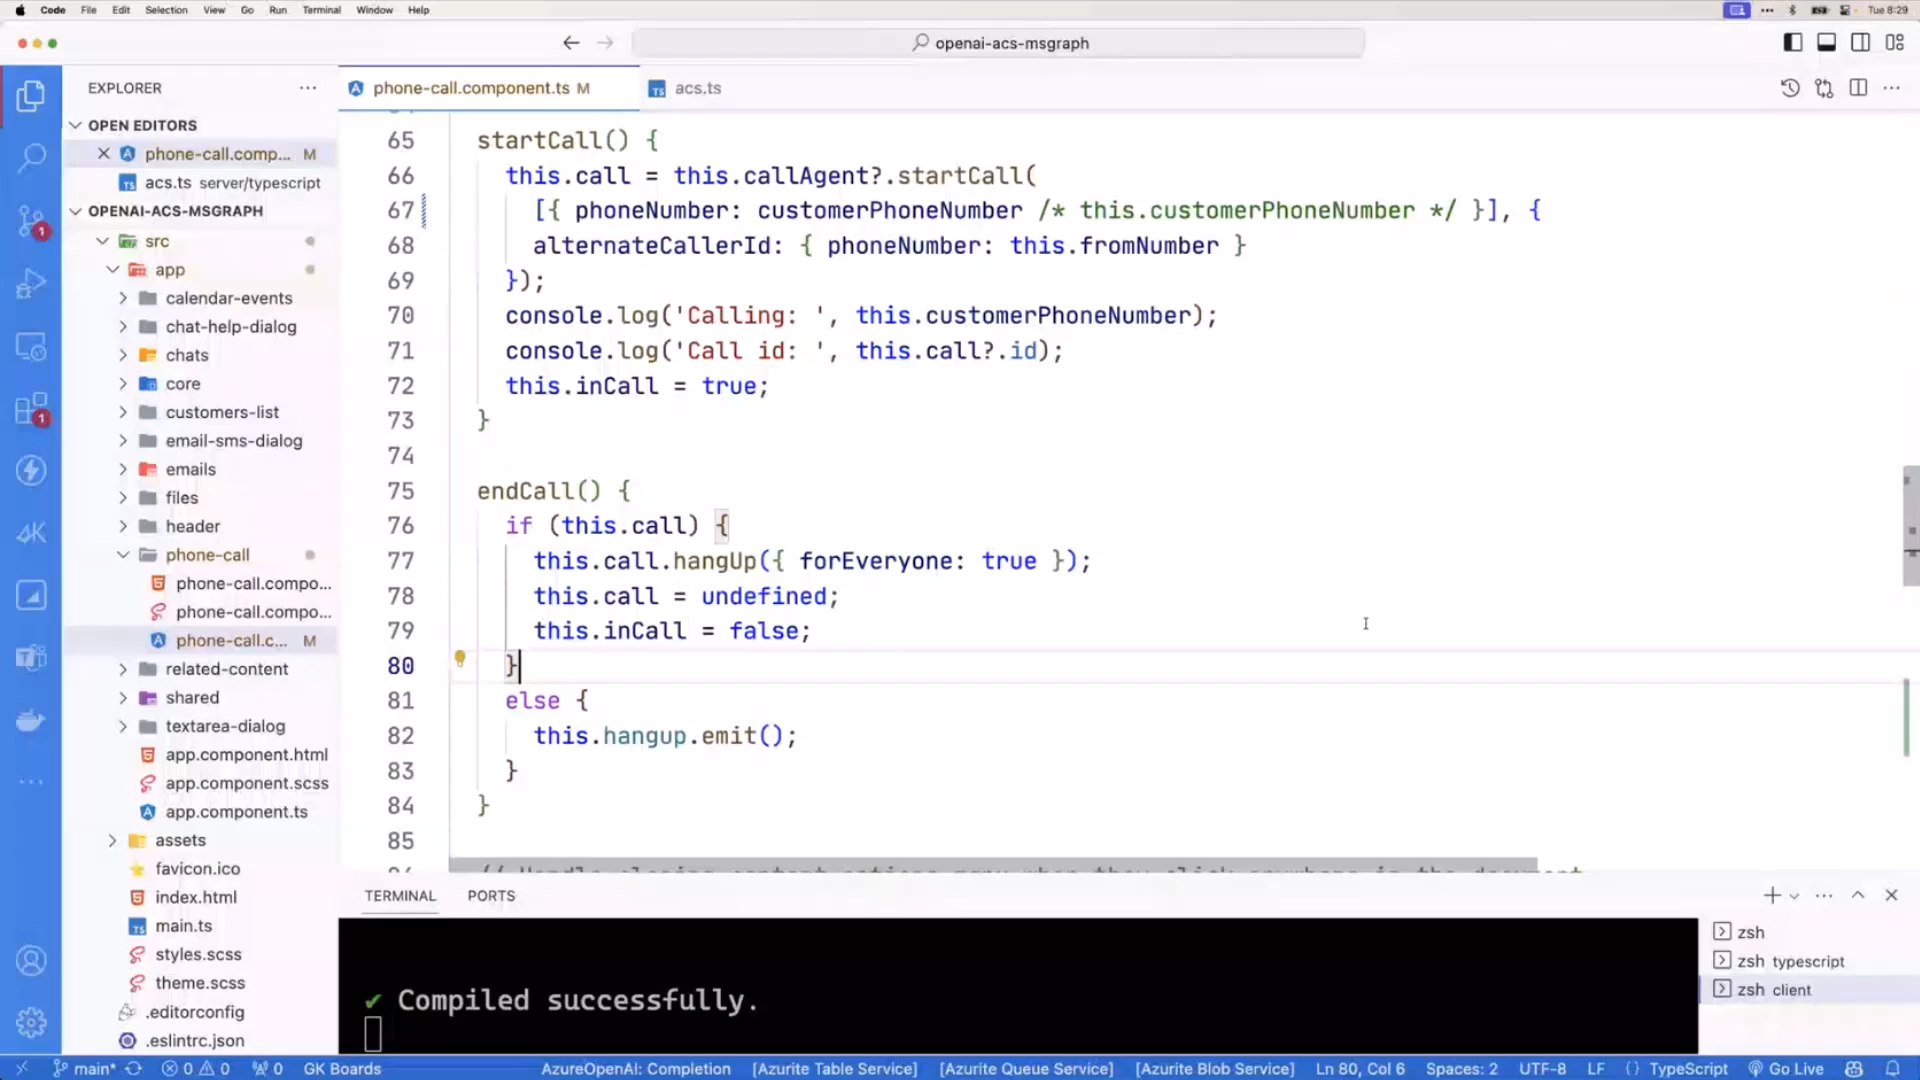 Code File Edit Selection View Go Run Terminal Window Help
Tue 8:29
openai-acs-msgraph
EXPLORER
phone-call.component.ts M
acs.ts
OPEN EDITORS
phone-call.comp... M
acs.ts server/typescript
OPENAI-ACS-MSGRAPH
src
app
calendar-events
chat-help-dialog
chats
core
customers-list
email-sms-dialog
emails
files
header
phone-call
phone-call.compo...
phone-call.compo...
phone-call.c... M
related-content
shared
textarea-dialog
app.component.html
app.component.scss
app.component.ts
assets
favicon.ico
index.html
main.ts
styles.scss
theme.scss
.editorconfig
.eslintrc.json
1
1
65 startCall() {
66 this.call = this.callAgent?.startCall(
67 [{ phoneNumber: customerPhoneNumber /* this.customerPhoneNumber */ }], {
68 alternateCallerId: { phoneNumber: this.fromNumber }
69 });
70 console.log('Calling: ', this.customerPhoneNumber);
71 console.log('Call id: ', this.call?.id);
72 this.inCall = true;
73 }
74
75 endCall() {
76 if (this.call) {
77 this.call.hangUp({ forEveryone: true });
78 this.call = undefined;
79 this.inCall = false;
80 }
81 else {
82 this.hangup.emit();
83 }
84 }
85
TERMINAL PORTS
✔ Compiled successfully.
zsh
zsh typescript
zsh client
main* 0 0 0 GK Boards AzureOpenAI: Completion [Azurite Table Service] [Azurite Queue Service] [Azurite Blob Service] Ln 80, Col 6 Spaces: 2 UTF-8 LF { } TypeScript Go Live